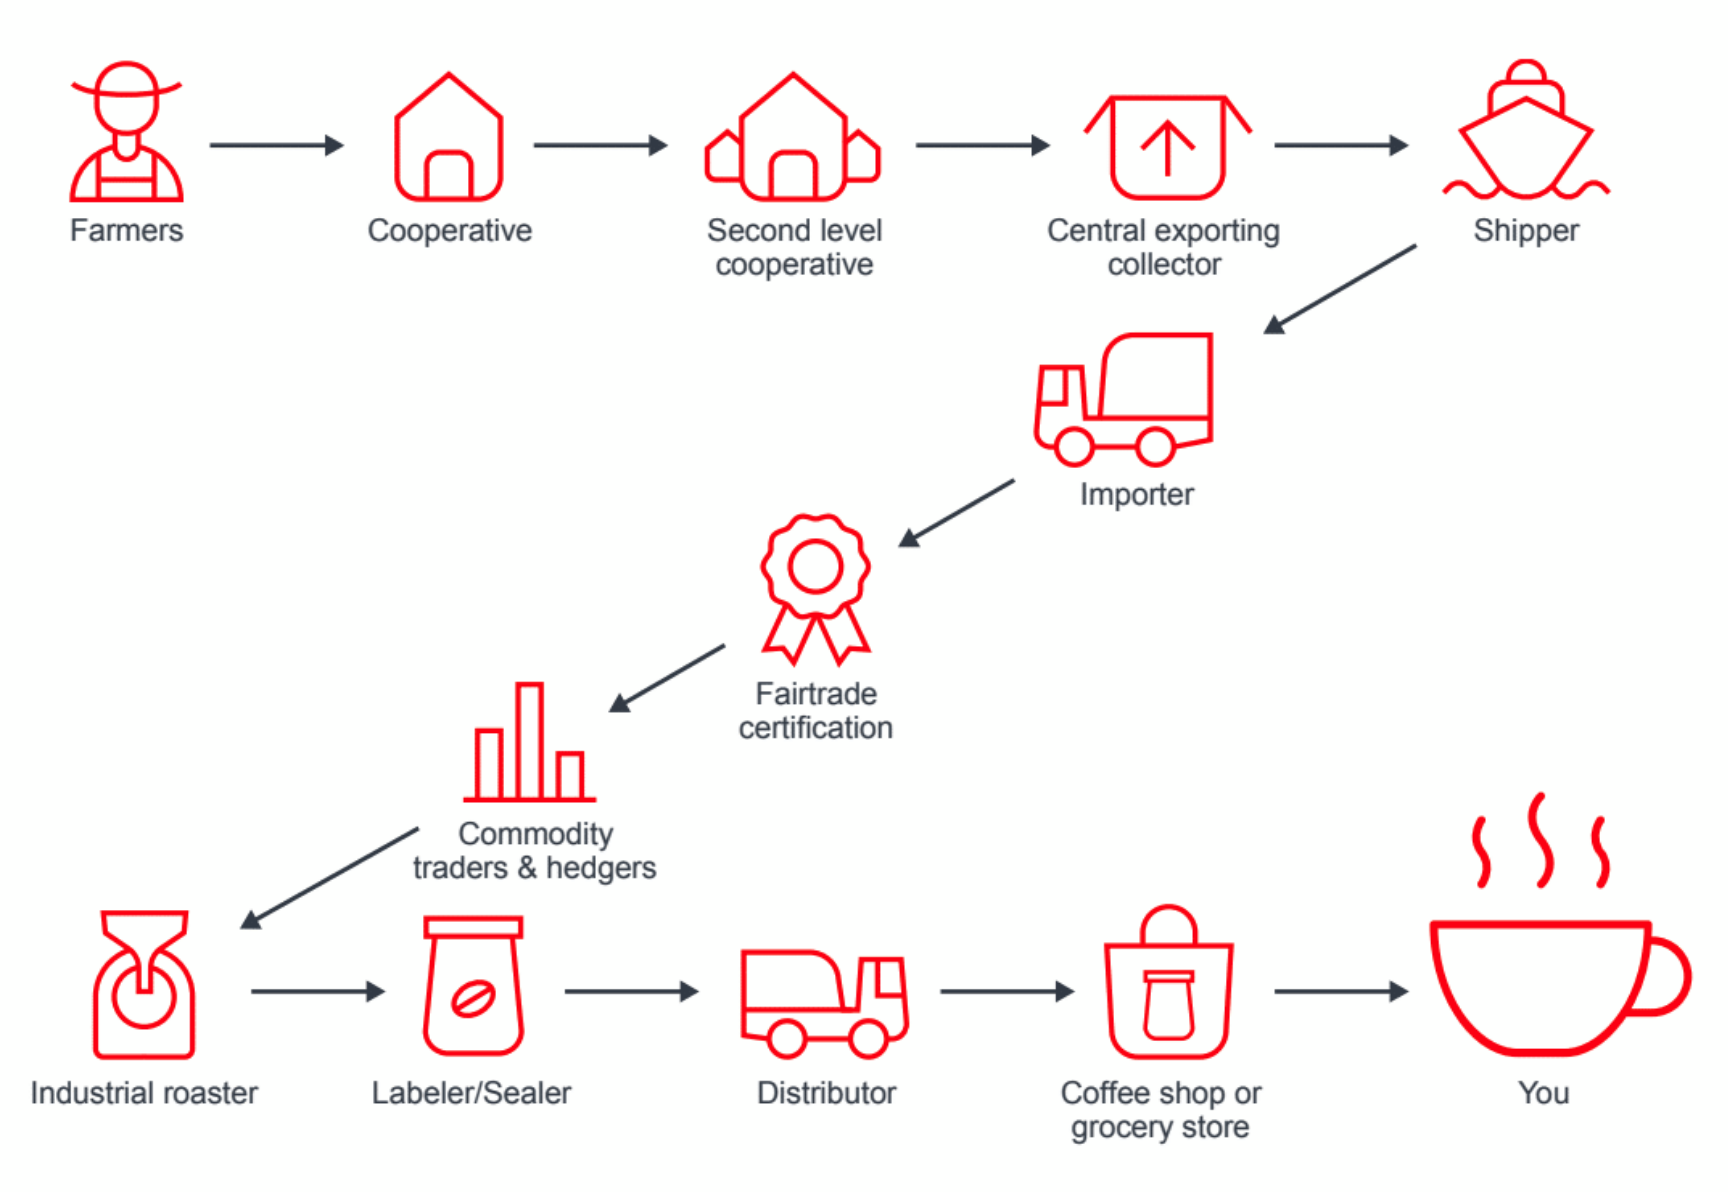 Farmers
Cooperative
Second level
cooperative
Central exporting
collector
Shipper
Importer
Fairtrade
certification
Commodity
traders & hedgers
Industrial roaster
Labeler/Sealer
Distributor
Coffee shop or
grocery store
You